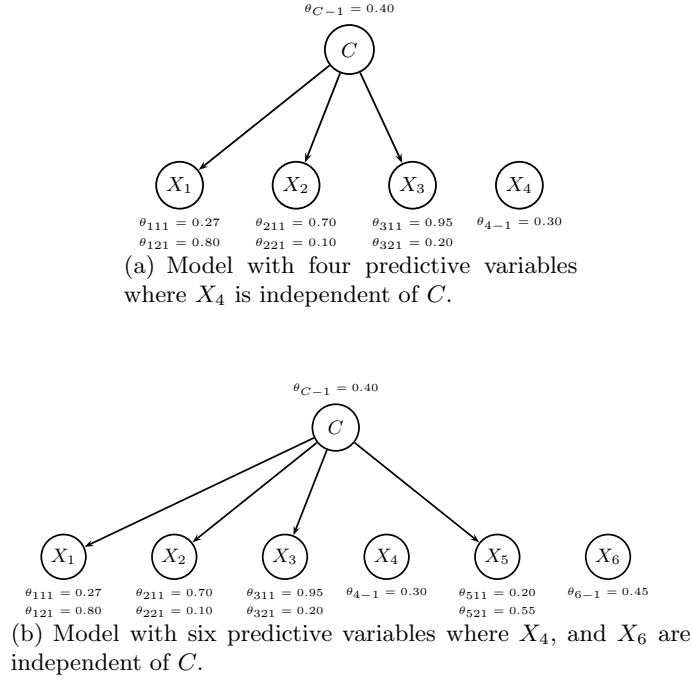 θ_{C−1} = 0.40
C
X_1 X_2 X_3 X_4
θ_{111} = 0.27 θ_{211} = 0.70 θ_{311} = 0.95 θ_{4−1} = 0.30
θ_{121} = 0.80 θ_{221} = 0.10 θ_{321} = 0.20
(a) Model with four predictive variables
where X_4 is independent of C.
θ_{C−1} = 0.40
C
X_1 X_2 X_3 X_4 X_5 X_6
θ_{111} = 0.27 θ_{211} = 0.70 θ_{311} = 0.95 θ_{4−1} = 0.30 θ_{511} = 0.20 θ_{6−1} = 0.45
θ_{121} = 0.80 θ_{221} = 0.10 θ_{321} = 0.20 θ_{521} = 0.55
(b) Model with six predictive variables where X_4, and X_6 are
independent of C.